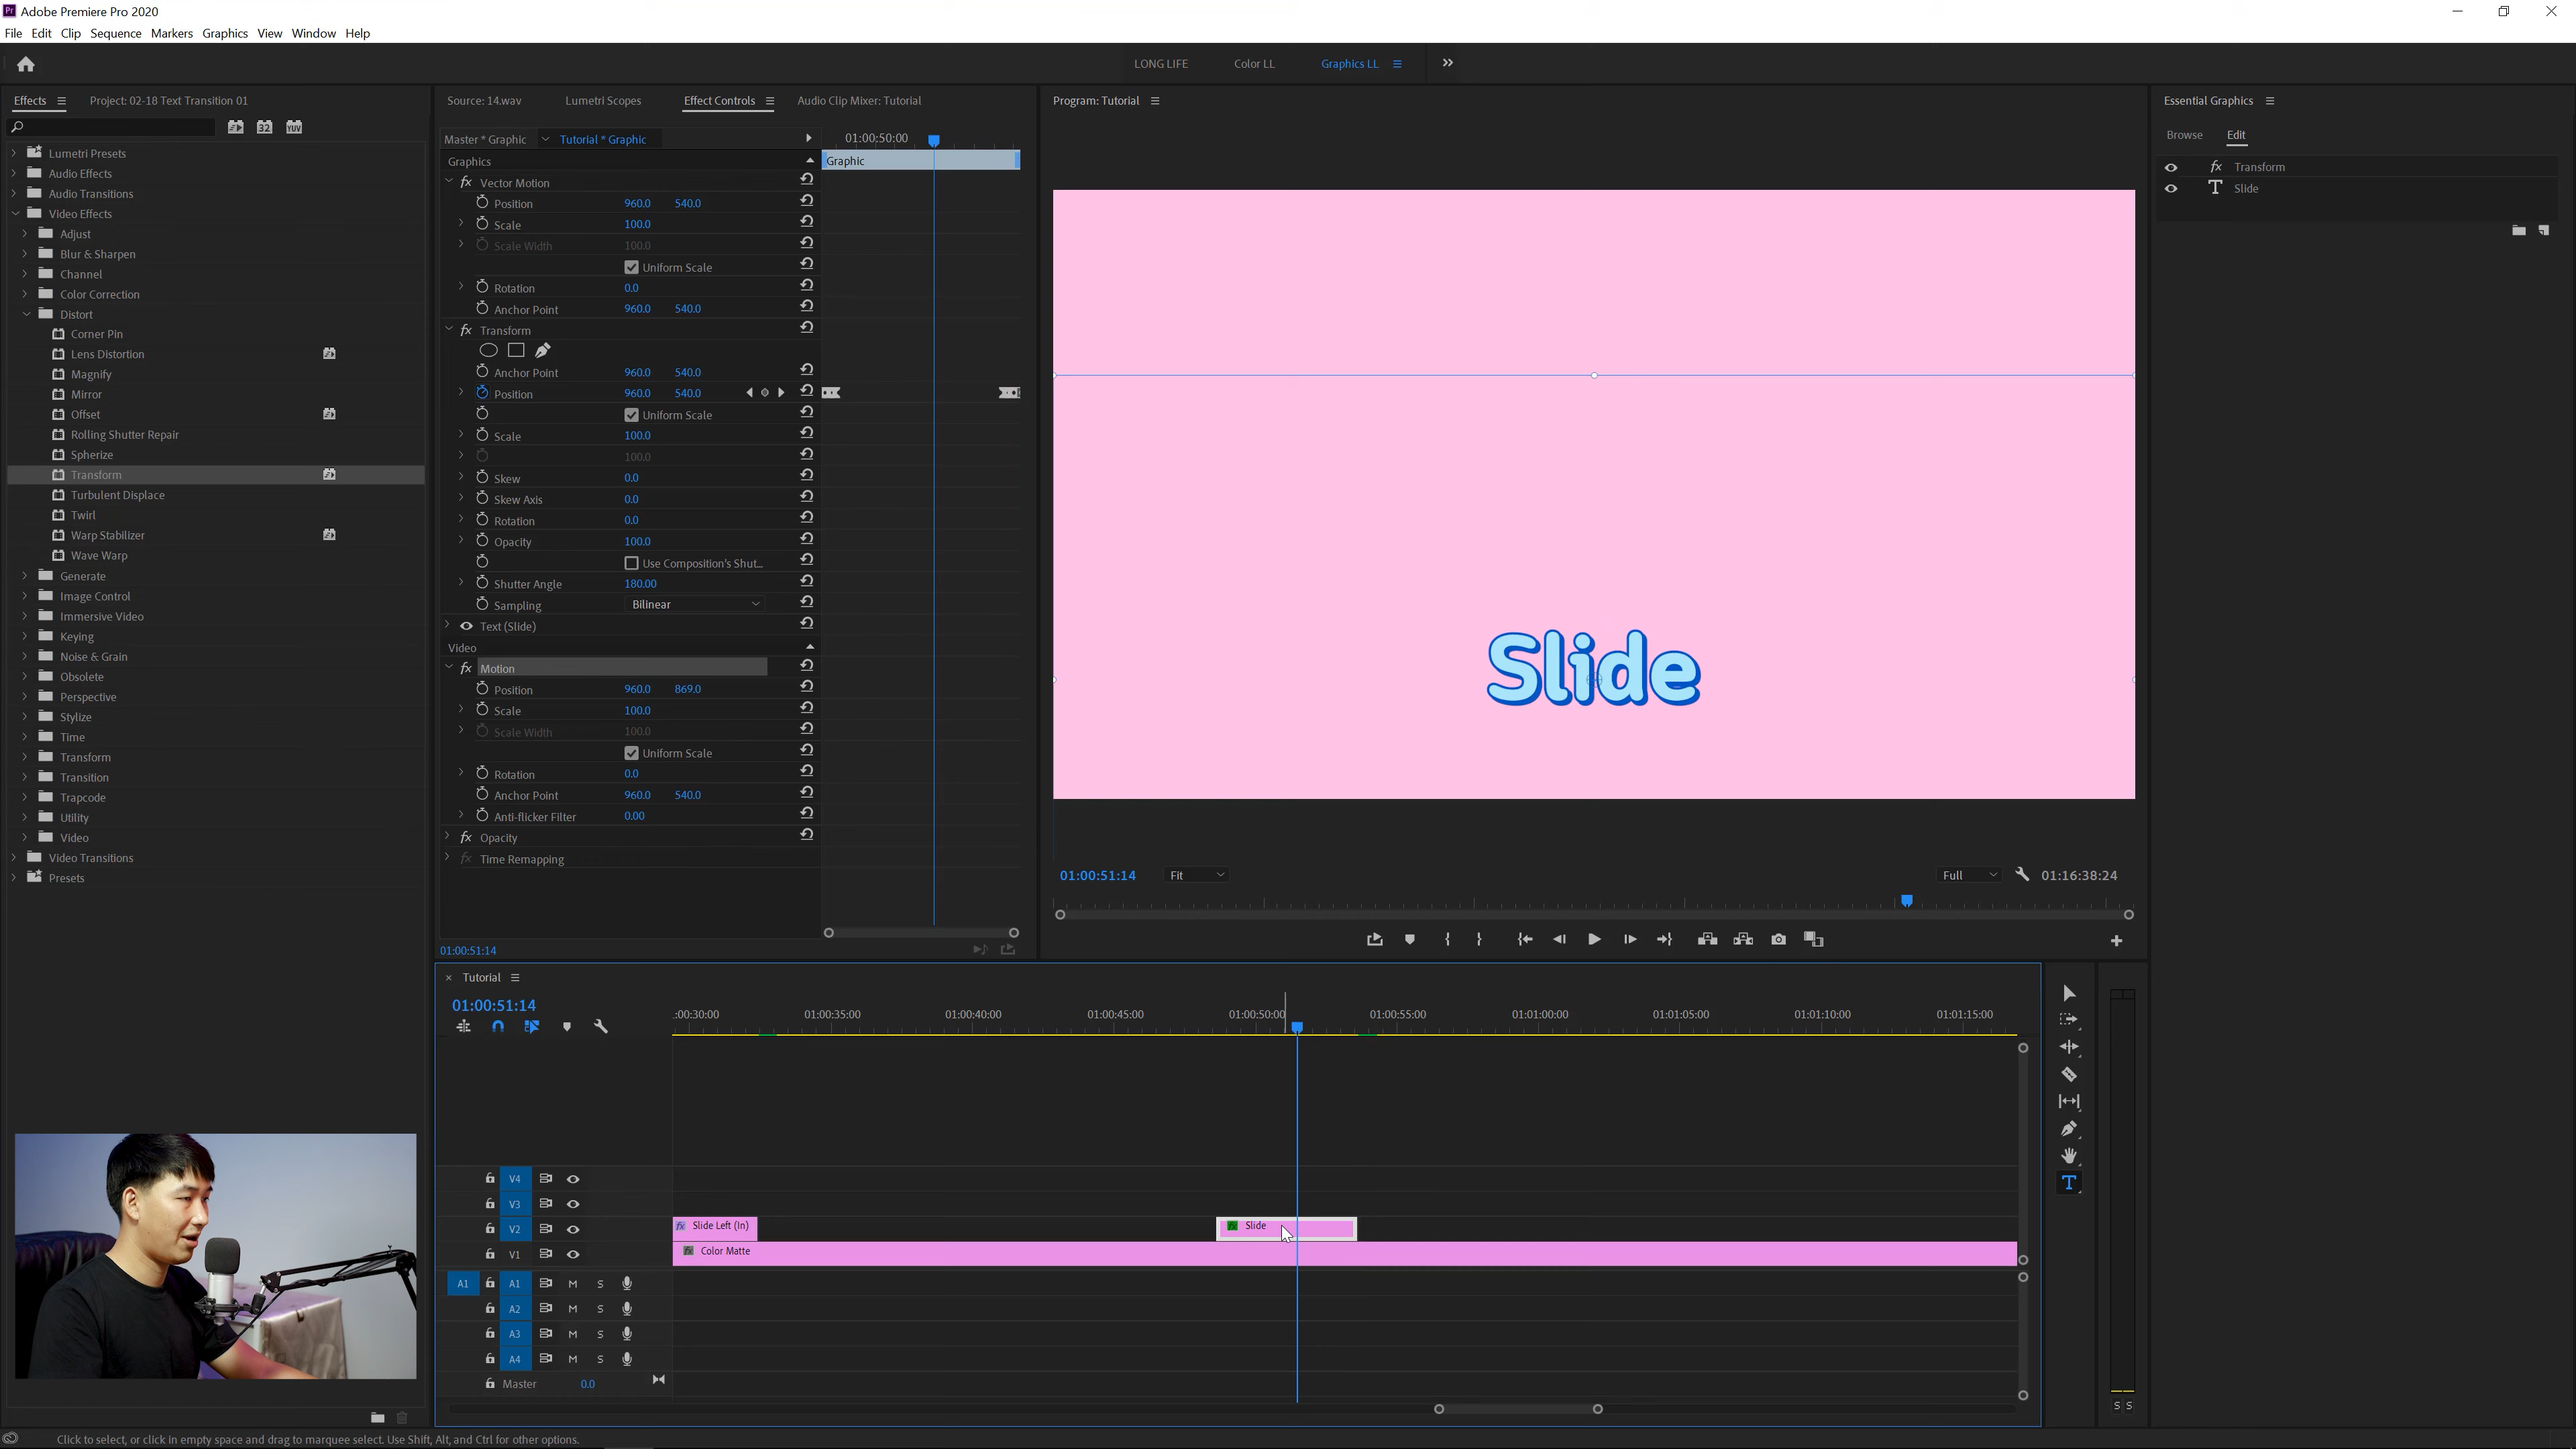 Adobe Premiere Pro 2020
File Edit Clip Sequence Markers Graphics View Window Help
LONG LIFE Color LL Graphics LL
Effects Project: 02-18 Text Transition 01
32 YUV
Lumetri Presets
Audio Effects
Audio Transitions
Video Effects
Adjust
Blur & Sharpen
Channel
Color Correction
Distort
Corner Pin
Lens Distortion
Magnify
Mirror
Offset
Rolling Shutter Repair
Spherize
Transform
Turbulent Displace
Twirl
Warp Stabilizer
Wave Warp
Generate
Image Control
Immersive Video
Keying
Noise & Grain
Obsolete
Perspective
Stylize
Time
Transform
Transition
Trapcode
Utility
Video
Video Transitions
Presets
Source: 14.wav Lumetri Scopes Effect Controls Audio Clip Mixer: Tutorial
Master * Graphic Tutorial * Graphic 01:00:50:00
Graphics Graphic
fx Vector Motion
Position 960.0 540.0
Scale 100.0
Scale Width 100.0
Uniform Scale
Rotation 0.0
Anchor Point 960.0 540.0
fx Transform
Anchor Point 960.0 540.0
Position 960.0 540.0
Uniform Scale
Scale 100.0
100.0
Skew 0.0
Skew Axis 0.0
Rotation 0.0
Opacity 100.0
Use Composition's Shut...
Shutter Angle 180.00
Sampling Bilinear
Text (Slide)
Video
fx Motion
Position 960.0 869.0
Scale 100.0
Scale Width 100.0
Uniform Scale
Rotation 0.0
Anchor Point 960.0 540.0
Anti-flicker Filter 0.00
fx Opacity
fx Time Remapping
01:00:51:14
Program: Tutorial
Slide
01:00:51:14 Fit Full 01:16:38:24
Essential Graphics
Browse Edit
fx Transform
T Slide
Tutorial
01:00:51:14
:00:30:00 01:00:35:00 01:00:40:00 01:00:45:00 01:00:50:00 01:00:55:00 01:01:00:00 01:01:05:00 01:01:10:00 01:01:15:00
V4
V3
V2 fx Slide Left (In) fx Slide
V1 fx Color Matte
A1 A1 M S
A2 M S
A3 M S
A4 M S
Master 0.0
S S
Click to select, or click in empty space and drag to marquee select. Use Shift, Alt, and Ctrl for other options.